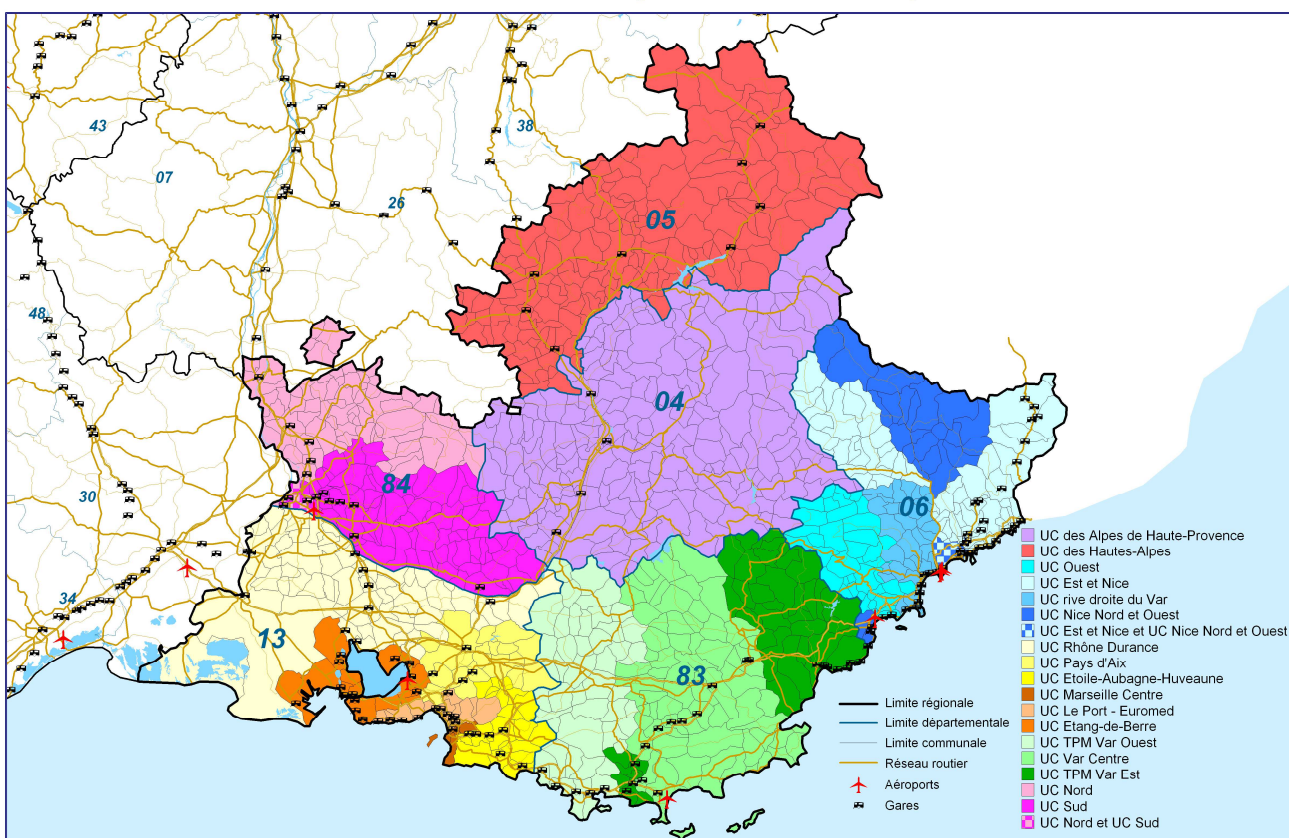 43
07
38
26
05
48
04
84
30
06
34
13
83
UC des Alpes de Haute-Provence
UC des Hautes-Alpes
UC Ouest
UC Est et Nice
UC rive droite du Var
UC Nice Nord et Ouest
UC Est et Nice et UC Nice Nord et Ouest
UC Rhône Durance
UC Pays d'Aix
UC Etoile-Aubagne-Huveaune
UC Marseille Centre
UC Le Port - Euromed
UC Etang-de-Berre
UC TPM Var Ouest
UC Var Centre
UC TPM Var Est
UC Nord
UC Sud
UC Nord et UC Sud
Limite régionale
Limite départementale
Limite communale
Réseau routier
Aéroports
Gares